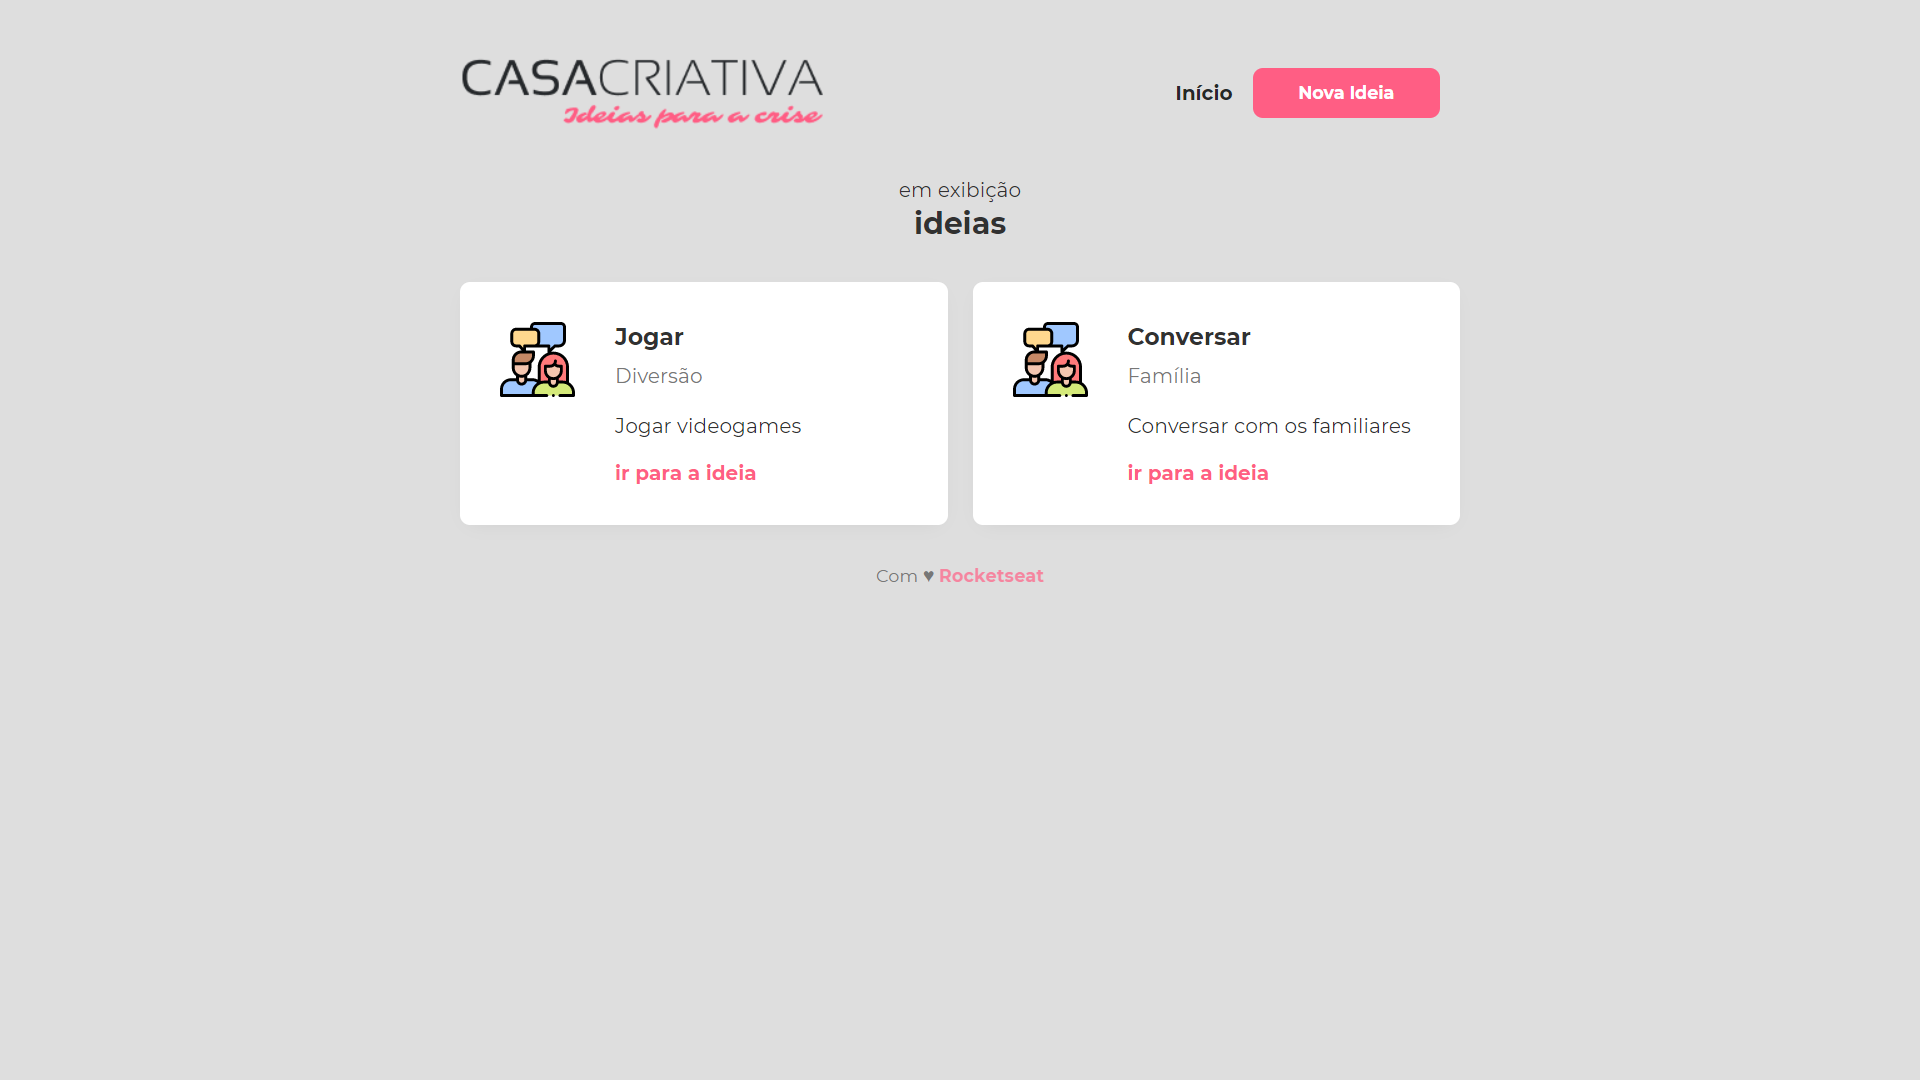 CASACRIATIVA
Ideias para a crise
Início
Nova Ideia
em exibição
ideias
Jogar
Diversão
Jogar videogames
ir para a ideia
Conversar
Família
Conversar com os familiares
ir para a ideia
Com ♥ Rocketseat